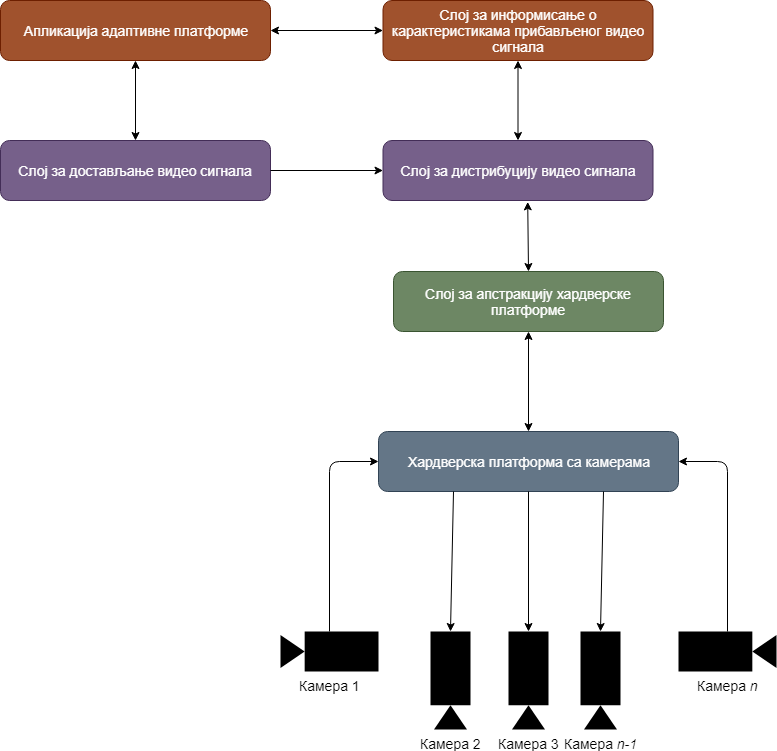 Апликација адаптивне платформе
Слој за информисање о
карактеристикама прибављеног видео
сигнала
Слој за достављање видео сигнала
Слој за дистрибуцију видео сигнала
Слој за апстракцију хардверске
платформе
Хардверска платформа са камерама
Камера 1
Камера n
Камера 2
Камера 3
Камера n-1